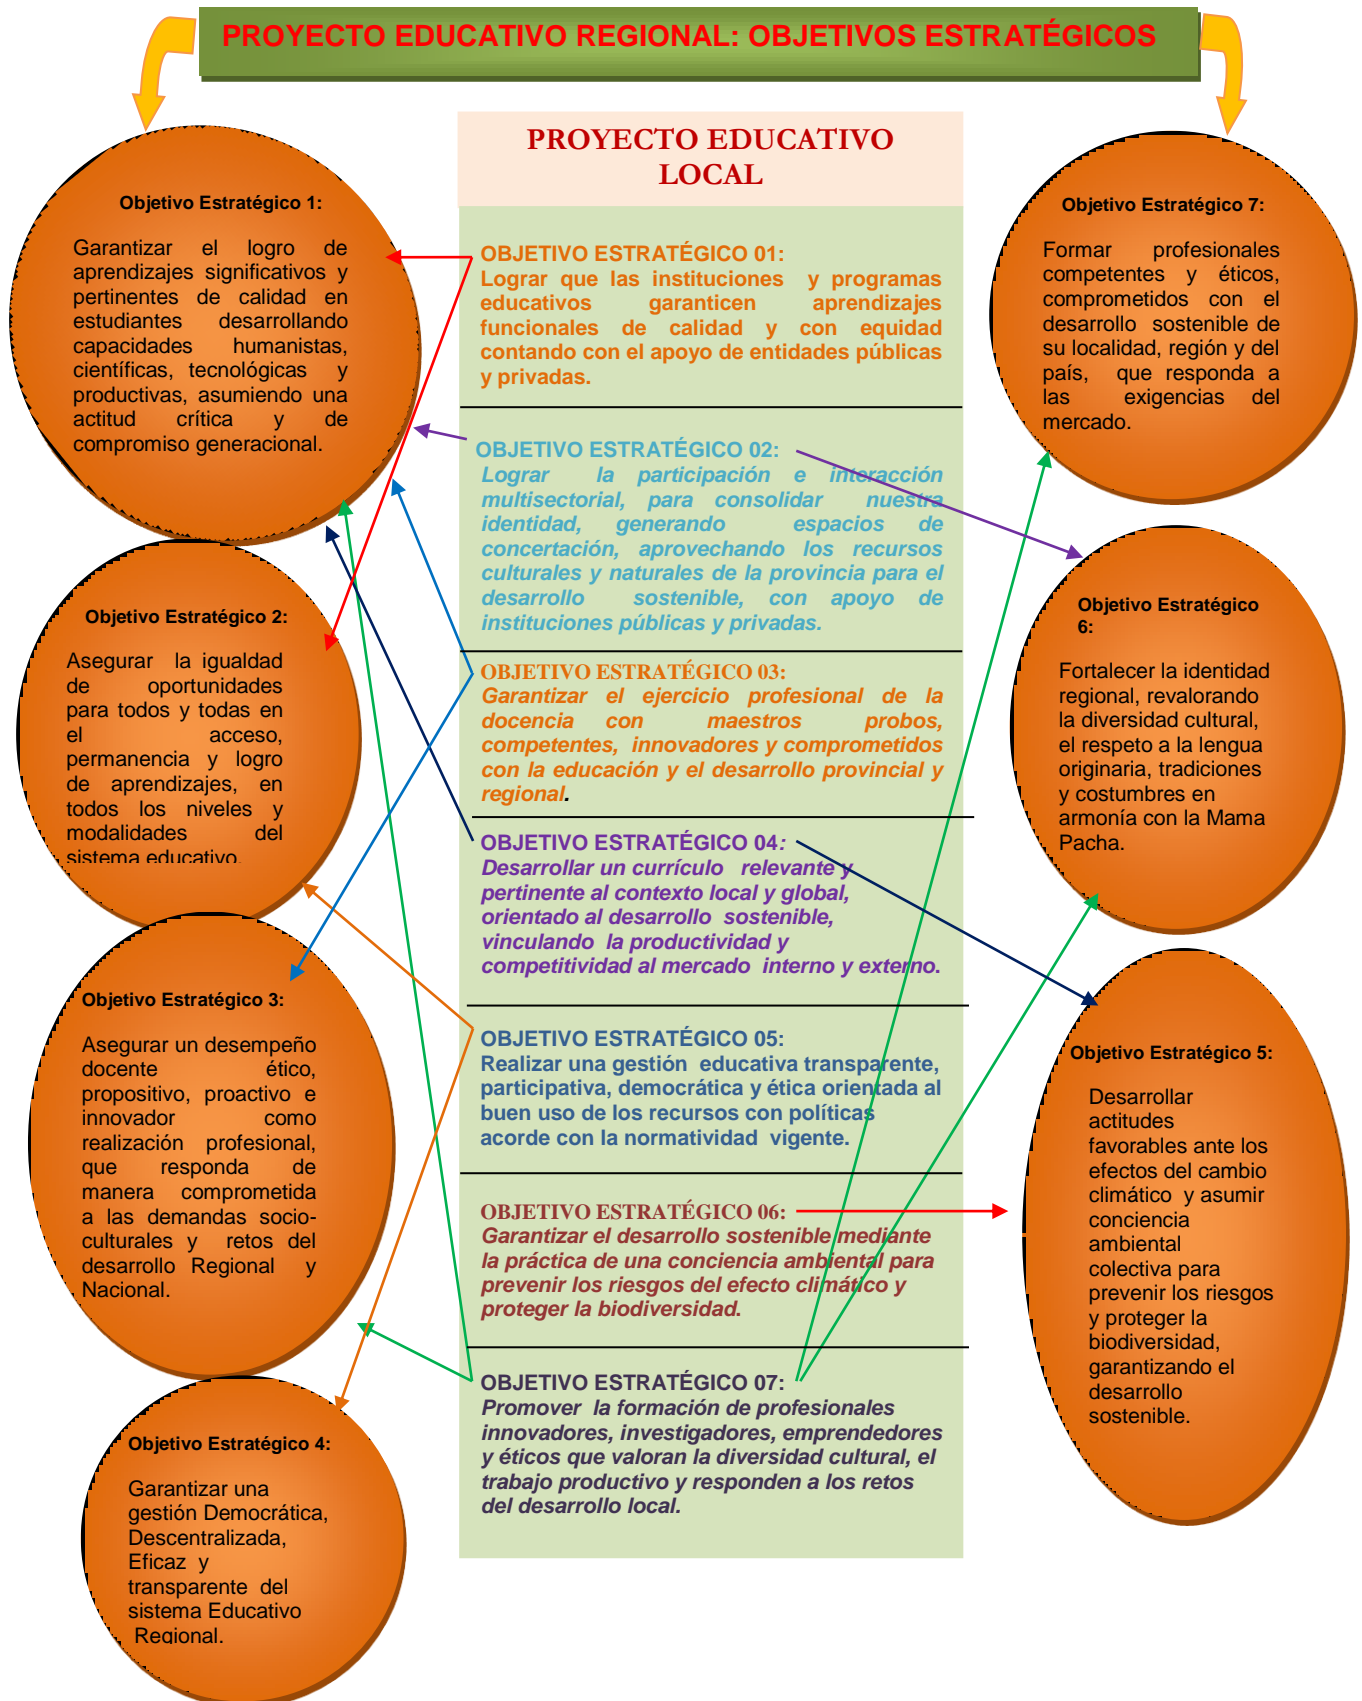 PROYECTO EDUCATIVO REGIONAL: OBJETIVOS ESTRATÉGICOS
Objetivo Estratégico 1:
Garantizar el logro de
aprendizajes significativos y
pertinentes de calidad en
estudiantes desarrollando
capacidades humanistas,
científicas, tecnológicas y
productivas, asumiendo una
actitud crítica y de
compromiso generacional.
Objetivo Estratégico 2:
Asegurar la igualdad
de oportunidades
para todos y todas en
el acceso,
permanencia y logro
de aprendizajes, en
todos los niveles y
modalidades del
sistema educativo.
Objetivo Estratégico 3:
Asegurar un desempeño
docente ético,
propositivo, proactivo e
innovador como
realización profesional,
que responda de
manera comprometida
a las demandas socio-
culturales y retos del
desarrollo Regional y
Nacional.
Objetivo Estratégico 4:
Garantizar una
gestión Democrática,
Descentralizada,
Eficaz y
transparente del
sistema Educativo
Regional.
PROYECTO EDUCATIVO
LOCAL
OBJETIVO ESTRATÉGICO 01:
Lograr que las instituciones y programas
educativos garanticen aprendizajes
funcionales de calidad y con equidad
contando con el apoyo de entidades públicas
y privadas.
OBJETIVO ESTRATÉGICO 02:
Lograr la participación e interacción
multisectorial, para consolidar nuestra
identidad, generando espacios de
concertación, aprovechando los recursos
culturales y naturales de la provincia para el
desarrollo sostenible, con apoyo de
instituciones públicas y privadas.
OBJETIVO ESTRATÉGICO 03:
Garantizar el ejercicio profesional de la
docencia con maestros probos,
competentes, innovadores y comprometidos
con la educación y el desarrollo provincial y
regional.
OBJETIVO ESTRATÉGICO 04:
Desarrollar un currículo relevante y
pertinente al contexto local y global,
orientado al desarrollo sostenible,
vinculando la productividad y
competitividad al mercado interno y externo.
OBJETIVO ESTRATÉGICO 05:
Realizar una gestión educativa transparente,
participativa, democrática y ética orientada al
buen uso de los recursos con políticas
acorde con la normatividad vigente.
OBJETIVO ESTRATÉGICO 06:
Garantizar el desarrollo sostenible mediante
la práctica de una conciencia ambiental para
prevenir los riesgos del efecto climático y
proteger la biodiversidad.
OBJETIVO ESTRATÉGICO 07:
Promover la formación de profesionales
innovadores, investigadores, emprendedores
y éticos que valoran la diversidad cultural, el
trabajo productivo y responden a los retos
del desarrollo local.
Objetivo Estratégico 7:
Formar profesionales
competentes y éticos,
comprometidos con el
desarrollo sostenible de
su localidad, región y del
país, que responda a
las exigencias del
mercado.
Objetivo Estratégico
6:
Fortalecer la identidad
regional, revalorando
la diversidad cultural,
el respeto a la lengua
originaria, tradiciones
y costumbres en
armonía con la Mama
Pacha.
Objetivo Estratégico 5:
Desarrollar
actitudes
favorables ante los
efectos del cambio
climático y asumir
conciencia
ambiental
colectiva para
prevenir los riesgos
y proteger la
biodiversidad,
garantizando el
desarrollo
sostenible.